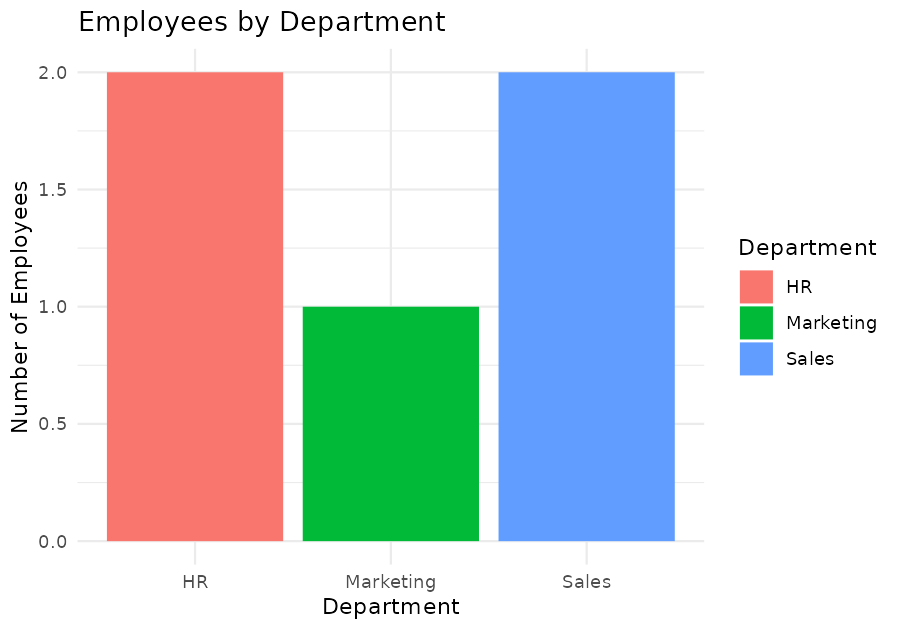 Employees by Department
Number of Employees
2.0
1.5
1.0
0.5
0.0
HR
Marketing
Sales
Department
Department
HR
Marketing
Sales